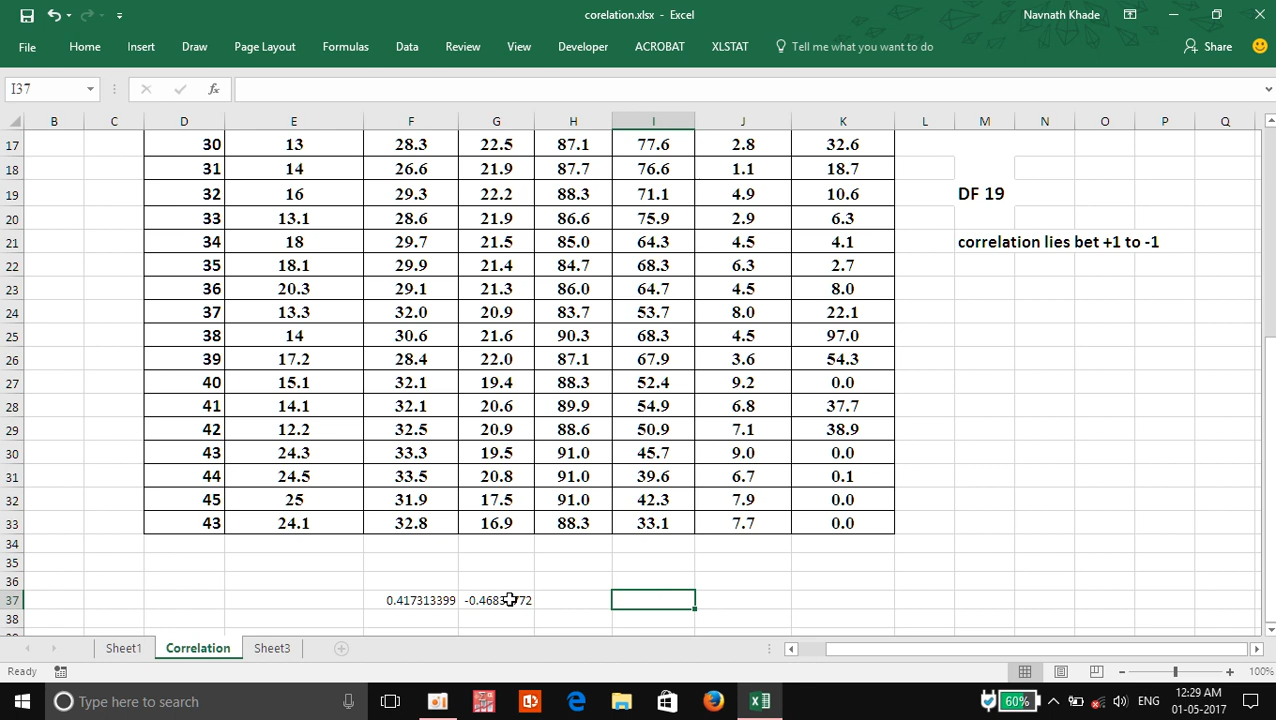 corelation.xlsx - Excel
Navnath Khade
File Home Insert Draw Page Layout Formulas Data Review View Developer ACROBAT XLSTAT Tell me what you want to do Share
I37 fx
B C D E F G H I J K L M N O P Q
17 30 13 28.3 22.5 87.1 77.6 2.8 32.6
18 31 14 26.6 21.9 87.7 76.6 1.1 18.7
19 32 16 29.3 22.2 88.3 71.1 4.9 10.6 DF 19
20 33 13.1 28.6 21.9 86.6 75.9 2.9 6.3
21 34 18 29.7 21.5 85.0 64.3 4.5 4.1 correlation lies bet +1 to -1
22 35 18.1 29.9 21.4 84.7 68.3 6.3 2.7
23 36 20.3 29.1 21.3 86.0 64.7 4.5 8.0
24 37 13.3 32.0 20.9 83.7 53.7 8.0 22.1
25 38 14 30.6 21.6 90.3 68.3 4.5 97.0
26 39 17.2 28.4 22.0 87.1 67.9 3.6 54.3
27 40 15.1 32.1 19.4 88.3 52.4 9.2 0.0
28 41 14.1 32.1 20.6 89.9 54.9 6.8 37.7
29 42 12.2 32.5 20.9 88.6 50.9 7.1 38.9
30 43 24.3 33.3 19.5 91.0 45.7 9.0 0.0
31 44 24.5 33.5 20.8 91.0 39.6 6.7 0.1
32 45 25 31.9 17.5 91.0 42.3 7.9 0.0
33 43 24.1 32.8 16.9 88.3 33.1 7.7 0.0
34
35
36
37 0.417313399
38
Sheet1 Correlation Sheet3
Ready 100%
Type here to search 60% ENG 12:29 AM
01-05-2017